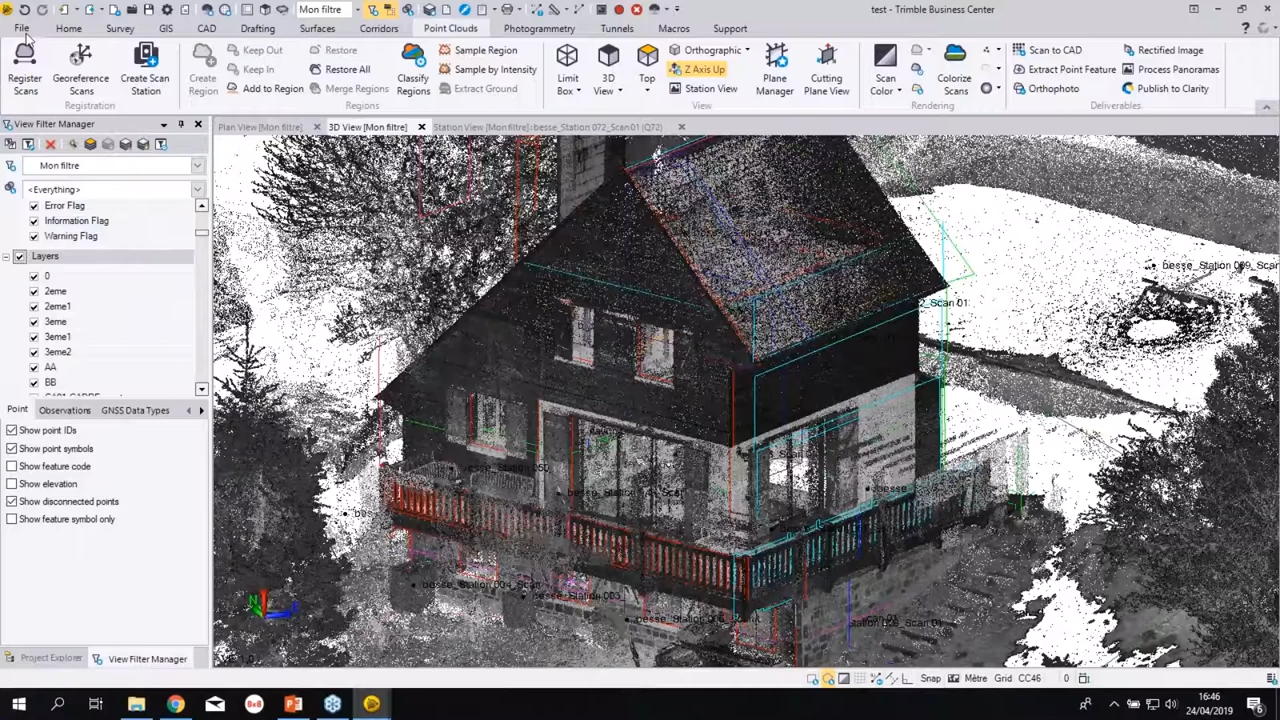 Mon filtre
test - Trimble Business Center
File Home Survey GIS CAD Drafting Surfaces Corridors Point Clouds Photogrammetry Tunnels Macros Support
Register Scans
Georeference Scans
Create Scan Station
Registration
Create Region
Keep Out
Keep In
Add to Region
Restore
Restore All
Merge Regions
Classify Regions
Sample Region
Sample by Intensity
Extract Ground
Regions
Limit Box
3D View
Top
Orthographic
Z Axis Up
Station View
Plane Manager
Cutting Plane View
View
Scan Color
Colorize Scans
Rendering
Scan to CAD
Extract Point Feature
Orthophoto
Rectified Image
Process Panoramas
Publish to Clarity
Deliverables
View Filter Manager
Plan View [Mon filtre]
3D View [Mon filtre]
Station View [Mon filtre]: besse_Station 072_Scan 01 (Q72)
Mon filtre
<Everything>
Error Flag
Information Flag
Warning Flag
Layers
0
2eme
2eme1
3eme
3eme1
3eme2
AA
BB
Point Observations GNSS Data Types
Show point IDs
Show point symbols
Show feature code
Show elevation
Show disconnected points
Show feature symbol only
Project Explorer
View Filter Manager
Snap Mètre Grid CC46 0
16:46
24/04/2019